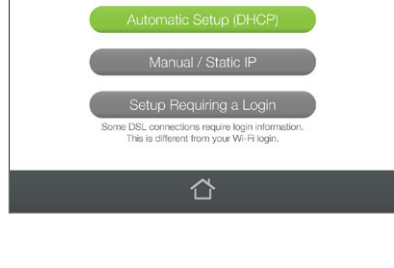 Automatic Setup (DHCP)
Manual / Static IP
Setup Requiring a Login
Some DSL connections require login information.
This is different from your Wi-Fi login.